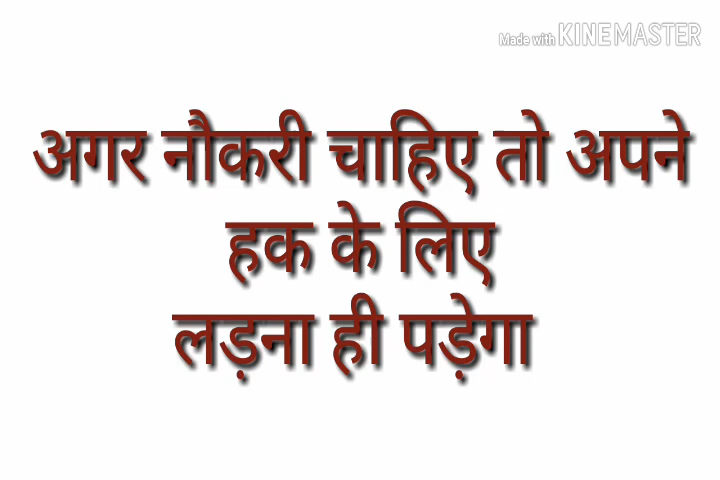 Made with KINEMASTER
अगर नौकरी चाहिए तो अपने
हक के लिए
लड़ना ही पड़ेगा